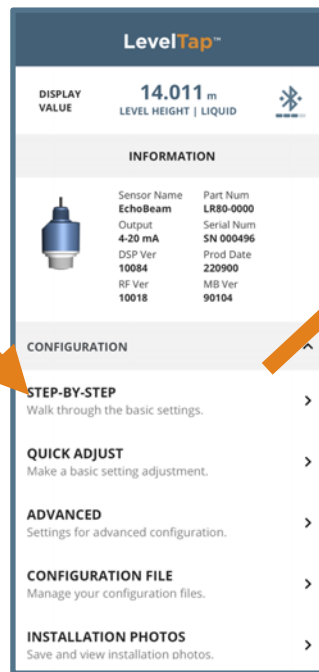 LevelTap™
DISPLAY VALUE
14.011 m
LEVEL HEIGHT | LIQUID
INFORMATION
Sensor Name Part Num
EchoBeam LR80-0000
Output Serial Num
4-20 mA SN 000496
DSP Ver Prod Date
10084 220900
RF Ver MB Ver
10018 90104
CONFIGURATION
STEP-BY-STEP
Walk through the basic settings.
QUICK ADJUST
Make a basic setting adjustment.
ADVANCED
Settings for advanced configuration.
CONFIGURATION FILE
Manage your configuration files.
INSTALLATION PHOTOS
Save and view installation photos.